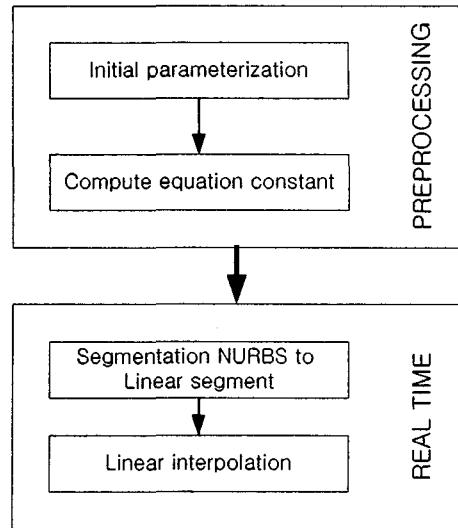 Initial parameterization
Compute equation constant
PREPROCESSING
Segmentation NURBS to
Linear segment
Linear interpolation
REAL TIME